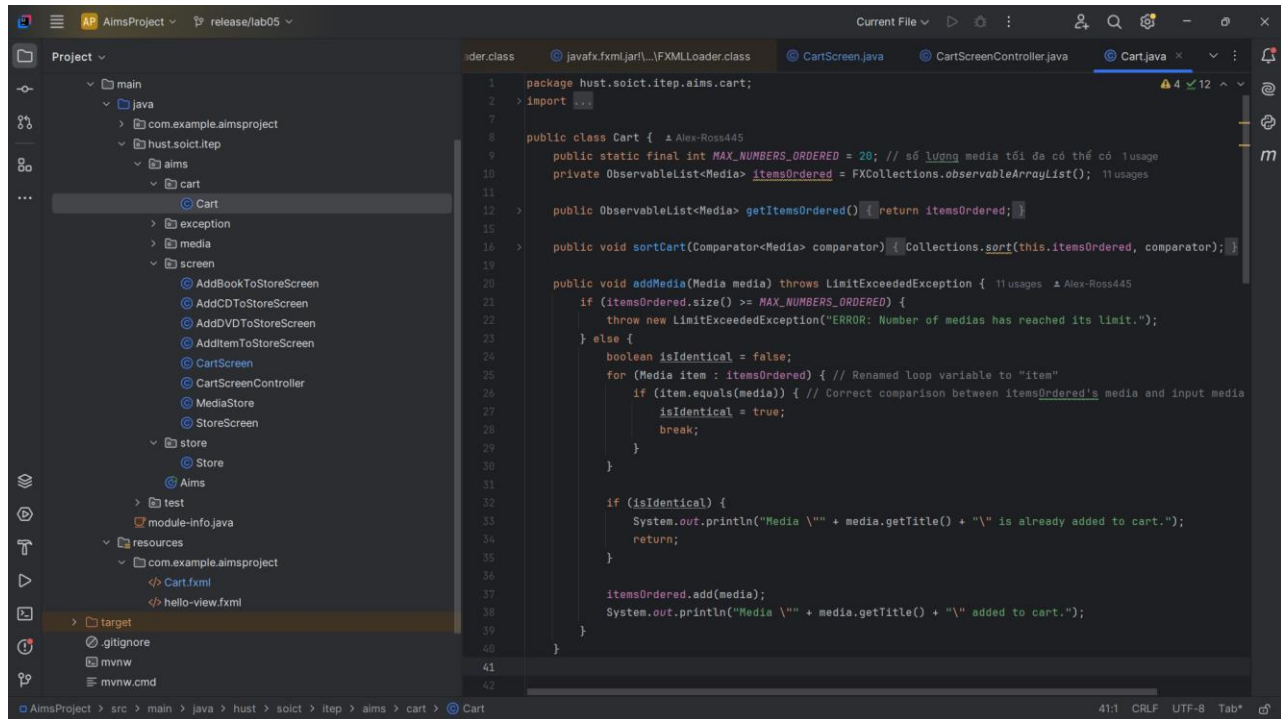 AP AimsProject release/lab05 Current File
Project
main
java
com.example.aimsproject
hust.soict.itep
aims
cart
Cart
exception
media
screen
AddBookToStoreScreen
AddCDToStoreScreen
AddDVDToStoreScreen
AddItemToStoreScreen
CartScreen
CartScreenController
MediaStore
StoreScreen
store
Store
Aims
test
module-info.java
resources
com.example.aimsproject
Cart.fxml
hello-view.fxml
target
.gitignore
mvnw
mvnw.cmd
ader.class javafx.fxml.jar!\...\FXMLLoader.class CartScreen.java CartScreenController.java Cart.java
4 12
1 package hust.soict.itep.aims.cart;
2 import ...
7
8 public class Cart { Alex-Ross445
9 public static final int MAX_NUMBERS_ORDERED = 20; // số lượng media tối đa có thể có 1 usage
10 private ObservableList<Media> itemsOrdered = FXCollections.observableArrayList(); 11 usages
11
12 public ObservableList<Media> getItemsOrdered() { return itemsOrdered; }
15
16 public void sortCart(Comparator<Media> comparator) { Collections.sort(this.itemsOrdered, comparator); }
19
20 public void addMedia(Media media) throws LimitExceededException { 11 usages Alex-Ross445
21 if (itemsOrdered.size() >= MAX_NUMBERS_ORDERED) {
22 throw new LimitExceededException("ERROR: Number of medias has reached its limit.");
23 } else {
24 boolean isIdentical = false;
25 for (Media item : itemsOrdered) { // Renamed loop variable to "item"
26 if (item.equals(media)) { // Correct comparison between itemsOrdered's media and input media
27 isIdentical = true;
28 break;
29 }
30 }
31
32 if (isIdentical) {
33 System.out.println("Media \"" + media.getTitle() + "\" is already added to cart.");
34 return;
35 }
36
37 itemsOrdered.add(media);
38 System.out.println("Media \"" + media.getTitle() + "\" added to cart.");
39 }
40 }
41
42
m
AimsProject > src > main > java > hust > soict > itep > aims > cart > Cart 41:1 CRLF UTF-8 Tab*